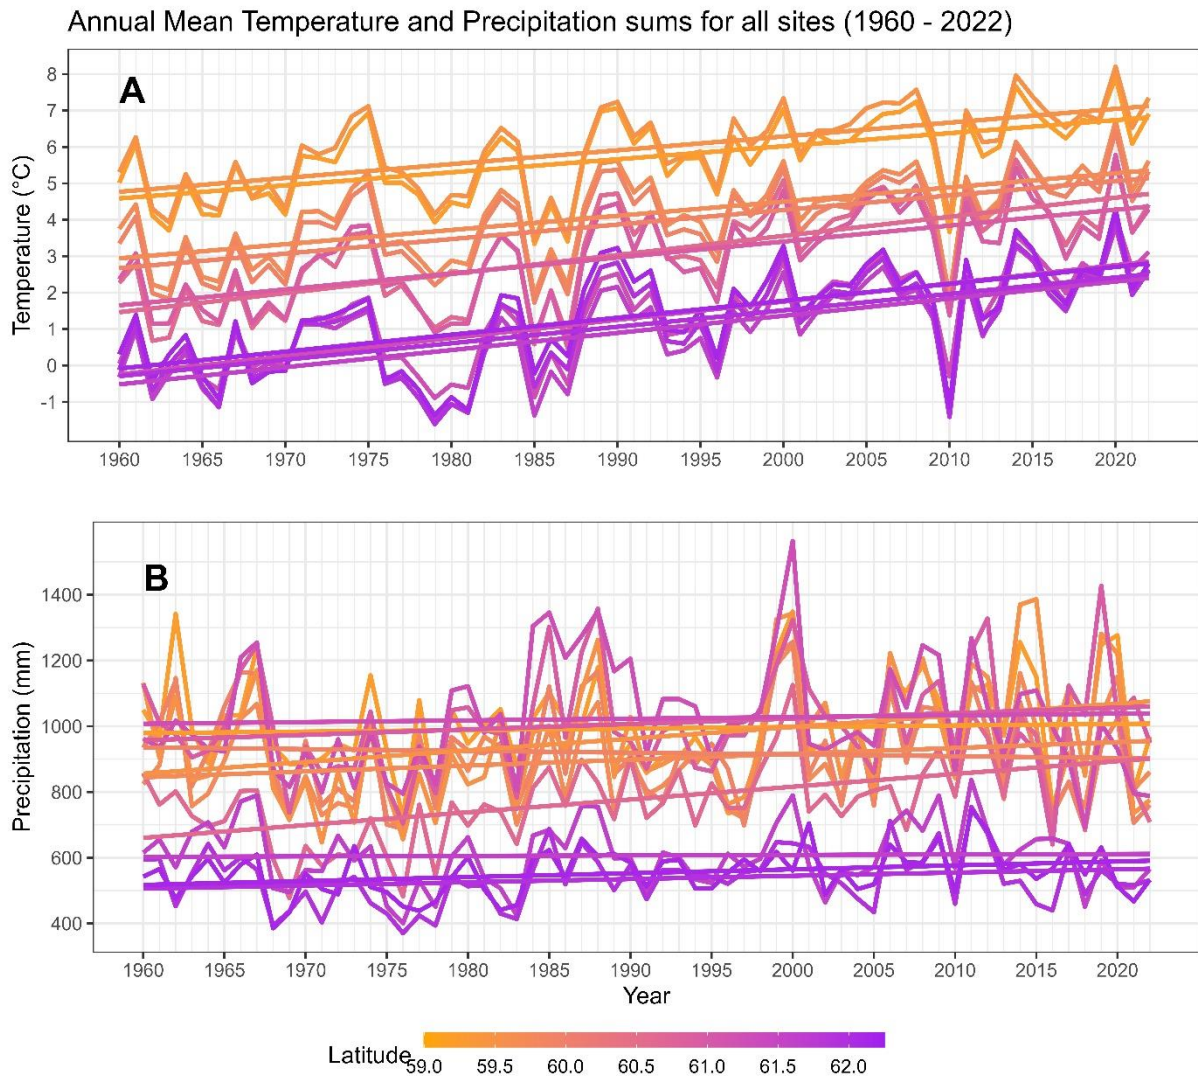 Annual Mean Temperature and Precipitation sums for all sites (1960 - 2022)
A
Temperature (°C)
8
7
6
5
4
3
2
1
0
-1
1960 1965 1970 1975 1980 1985 1990 1995 2000 2005 2010 2015 2020
B
Precipitation (mm)
1400
1200
1000
800
600
400
1960 1965 1970 1975 1980 1985 1990 1995 2000 2005 2010 2015 2020
Year
Latitude
59.0 59.5 60.0 60.5 61.0 61.5 62.0